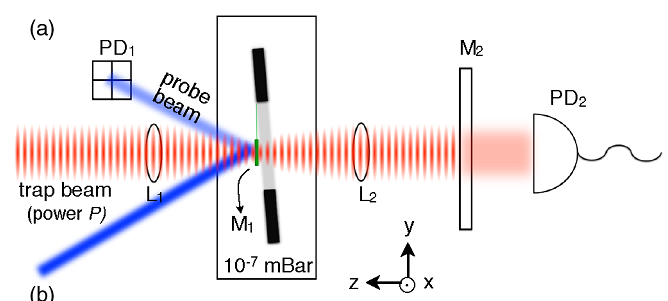 (a)
PD1
M2
probe
beam
PD2
trap beam
(power P)
L1
L2
M1
10-7 mBar
y
z
x
(b)